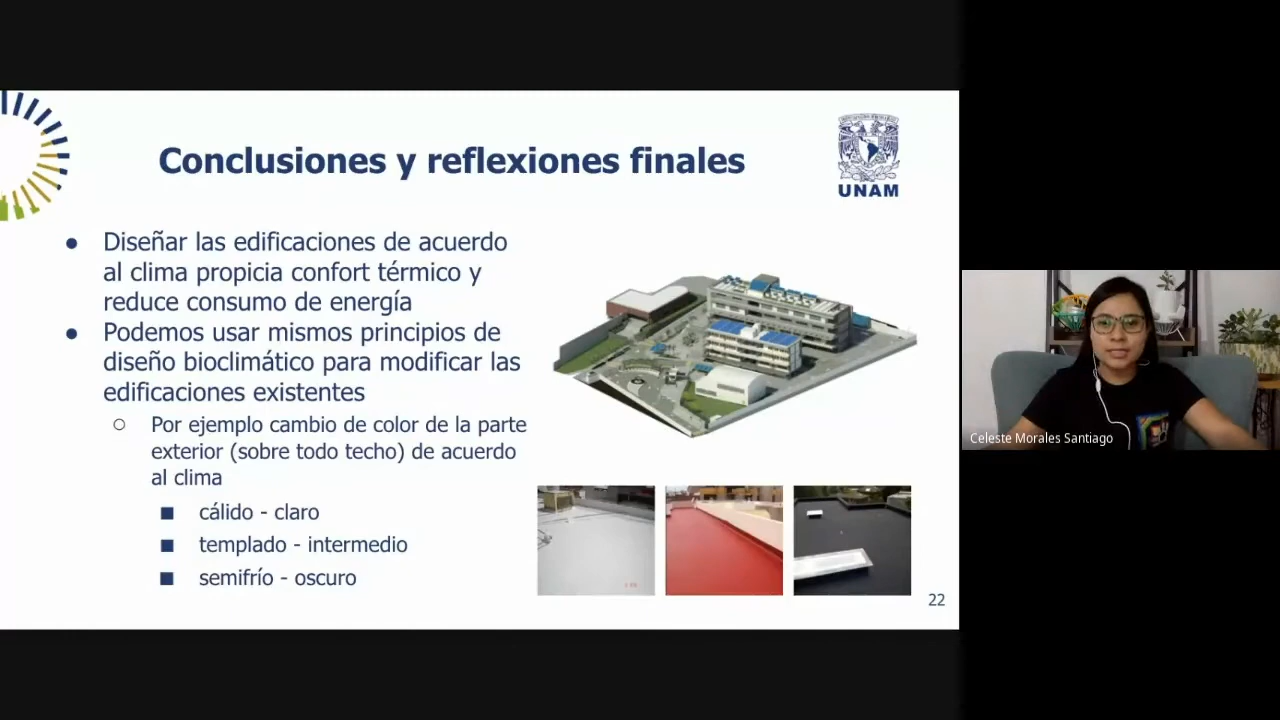 Conclusiones y reflexiones finales
UNAM
● Diseñar las edificaciones de acuerdo
al clima propicia confort térmico y
reduce consumo de energía
● Podemos usar mismos principios de
diseño bioclimático para modificar las
edificaciones existentes
○ Por ejemplo cambio de color de la parte
exterior (sobre todo techo) de acuerdo
al clima
■ cálido - claro
■ templado - intermedio
■ semifrío - oscuro
22
Celeste Morales Santiago